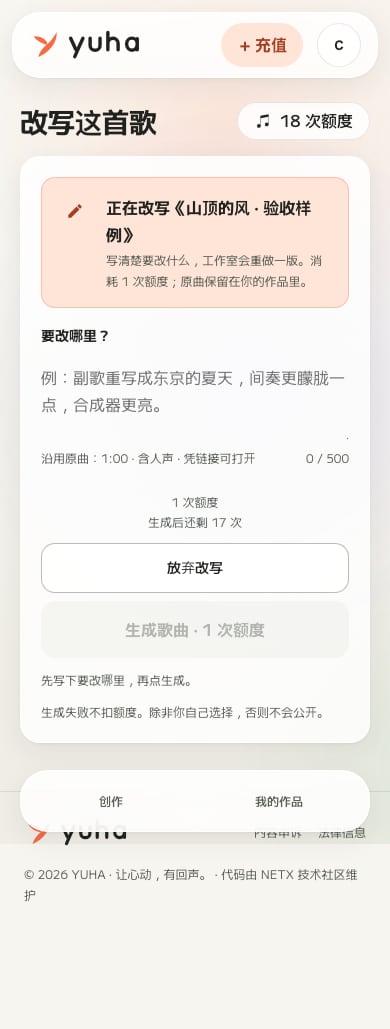 yuha
+ 充值
C
改写这首歌
18 次额度
正在改写《山顶的风 · 验收样
例》
写清楚要改什么，工作室会重做一版。消
耗 1 次额度；原曲保留在你的作品里。
要改哪里？
例：副歌重写成东京的夏天，间奏更朦胧一
点，合成器更亮。
沿用原曲：1:00 · 含人声 · 凭链接可打开
0 / 500
1 次额度
生成后还剩 17 次
放弃改写
生成歌曲 · 1 次额度
先写下要改哪里，再点生成。
生成失败不扣额度。除非你自己选择，否则不会公开。
创作
我的作品
yuha
内容申诉
法律信息
© 2026 YUHA · 让心动，有回声。 · 代码由 NETX 技术社区维
护